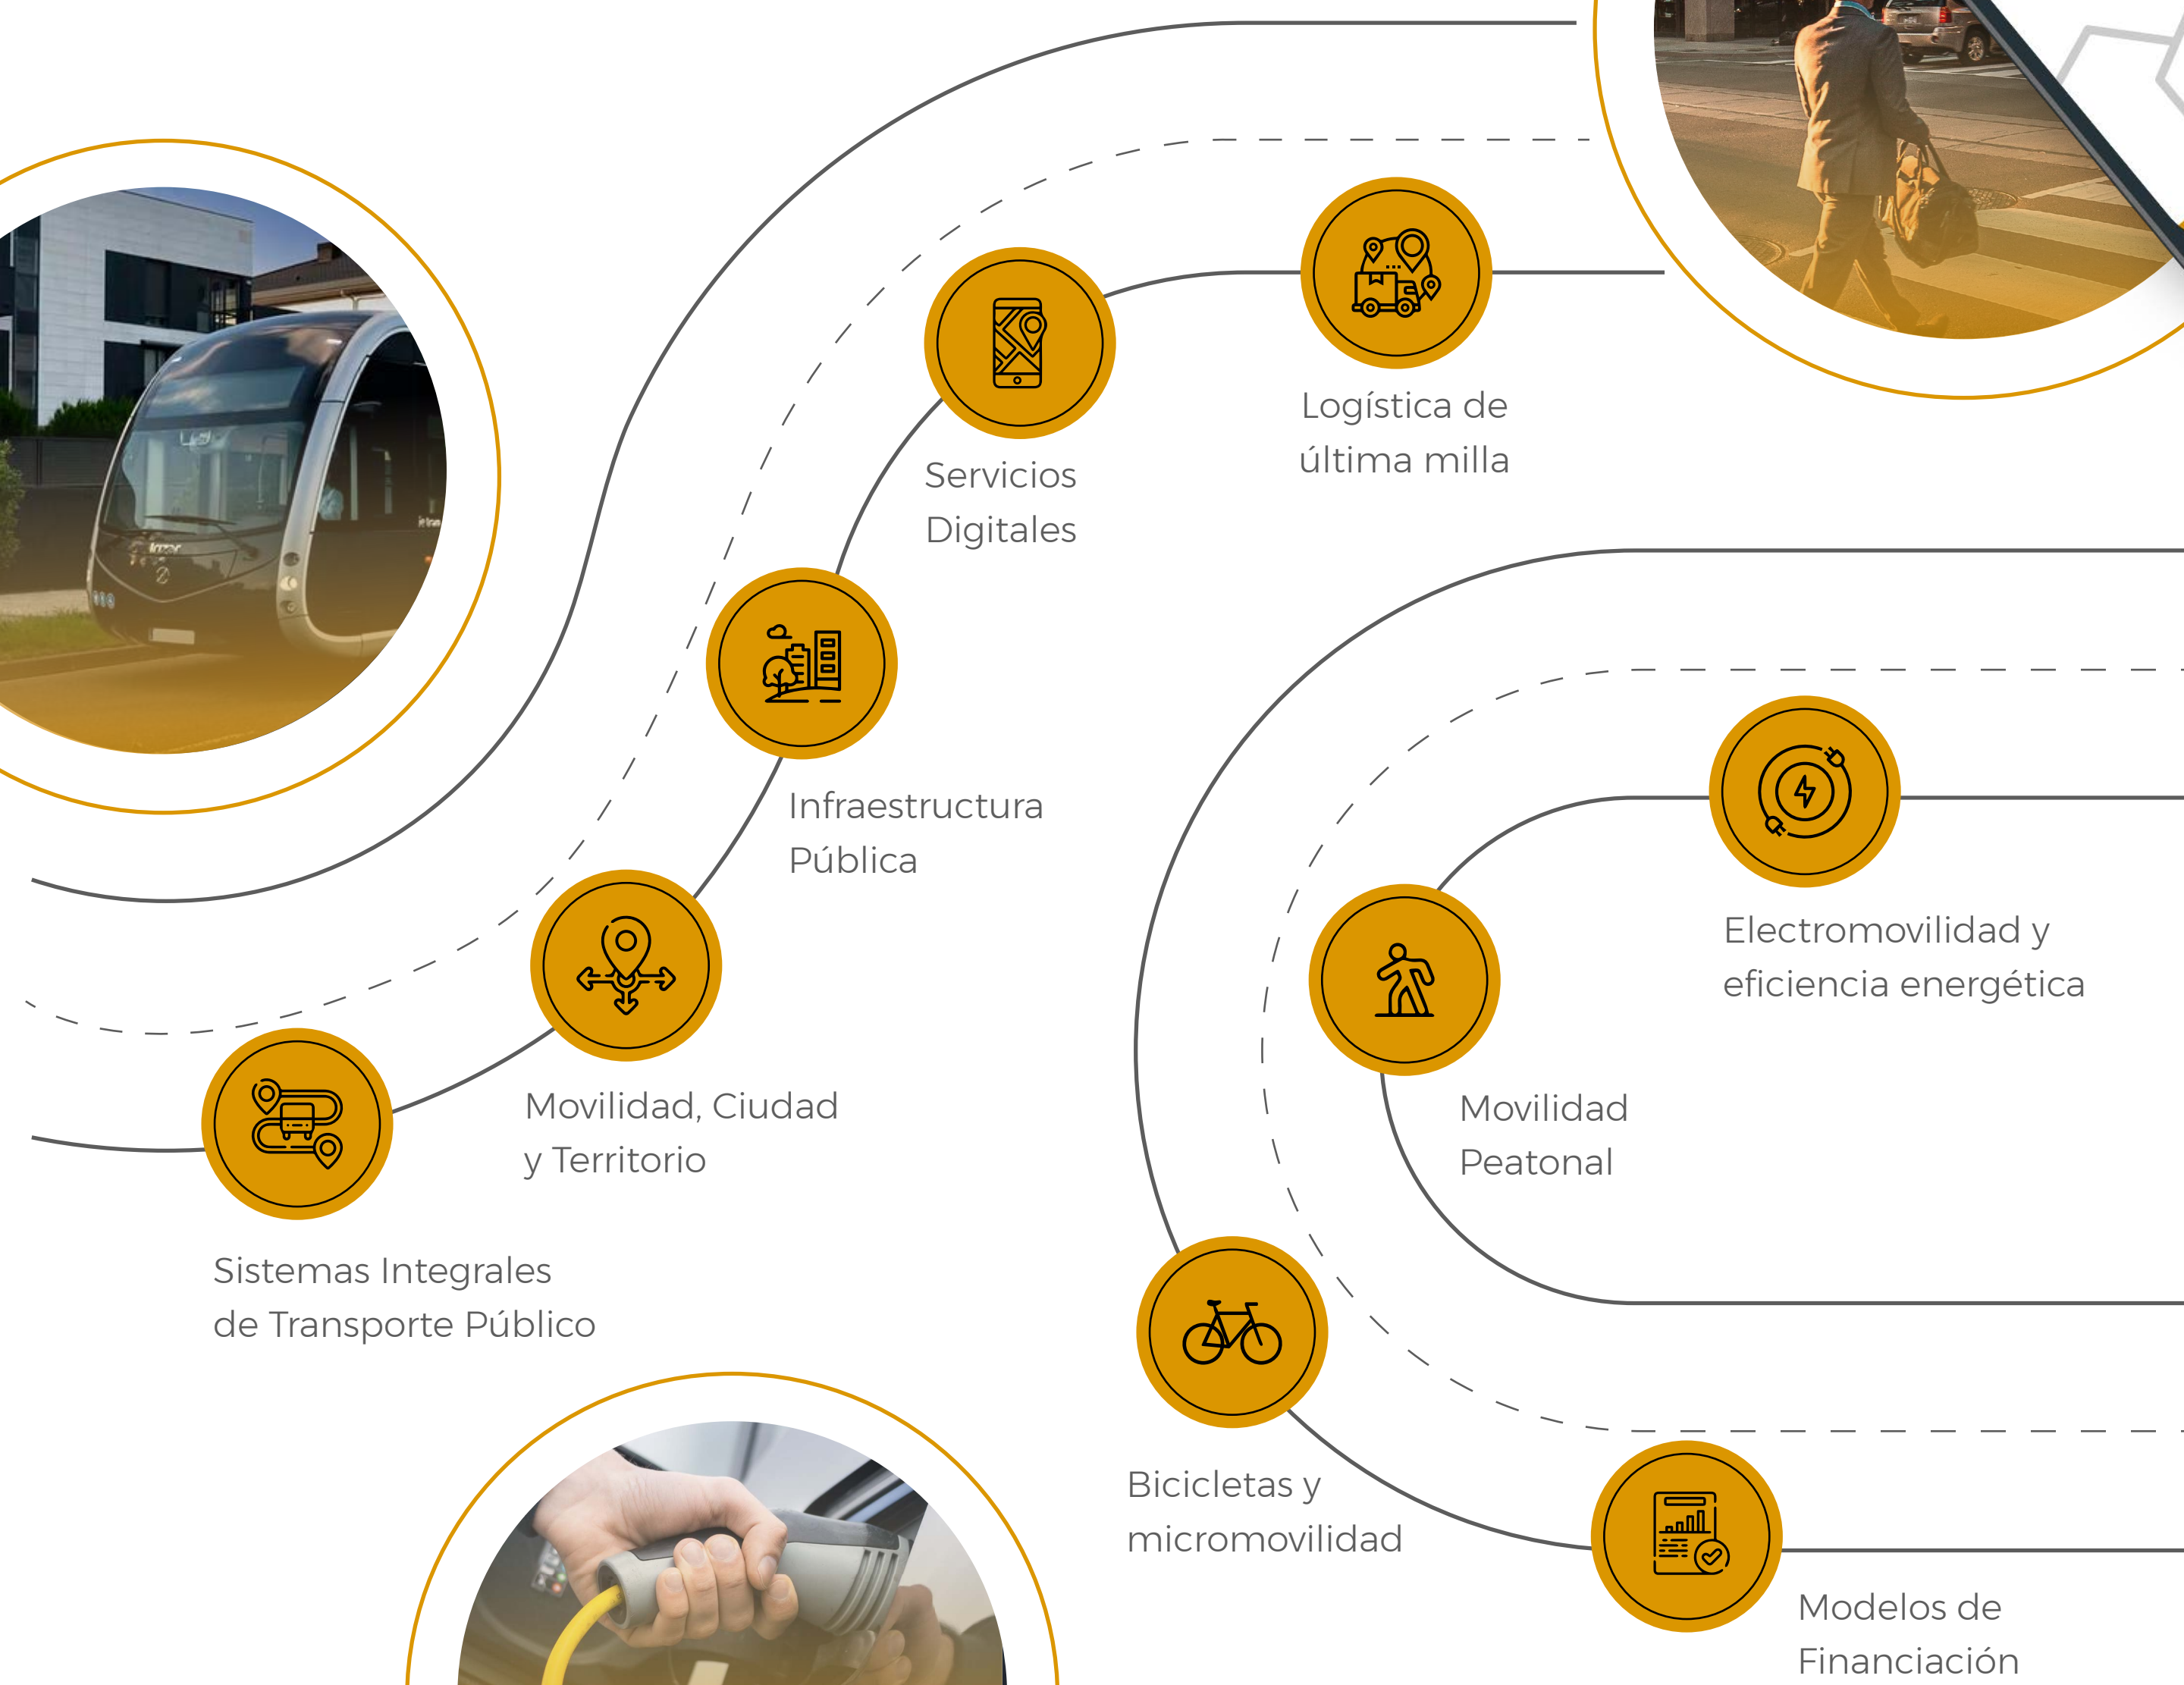 Logística de
última milla
Servicios
Digitales
Infraestructura
Pública
Electromovilidad y
eficiencia energética
Movilidad, Ciudad
y Territorio
Movilidad
Peatonal
Sistemas Integrales
de Transporte Público
Bicicletas y
micromovilidad
Modelos de
Financiación